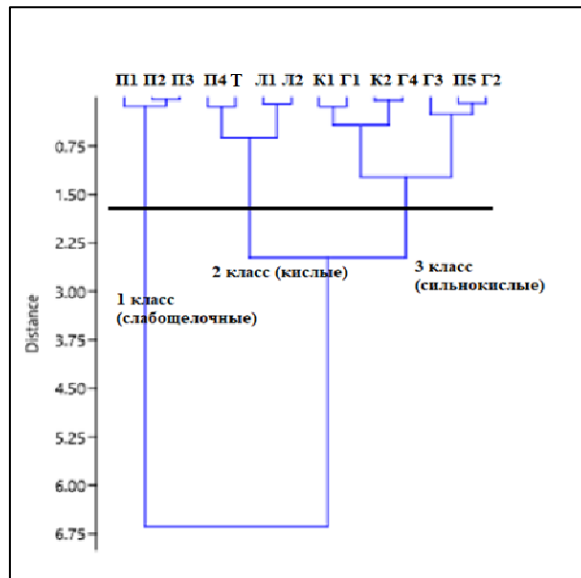 П1 П2 П3 П4 Т Л1 Л2 К1 Г1 К2 Г4 Г3 П5 Г2
0.75
1.50
2.25
2 класс (кислые)
3 класс
(сильнокислые)
3.00
1 класс
(слабощелочные)
Distance
3.75
4.50
5.25
6.00
6.75